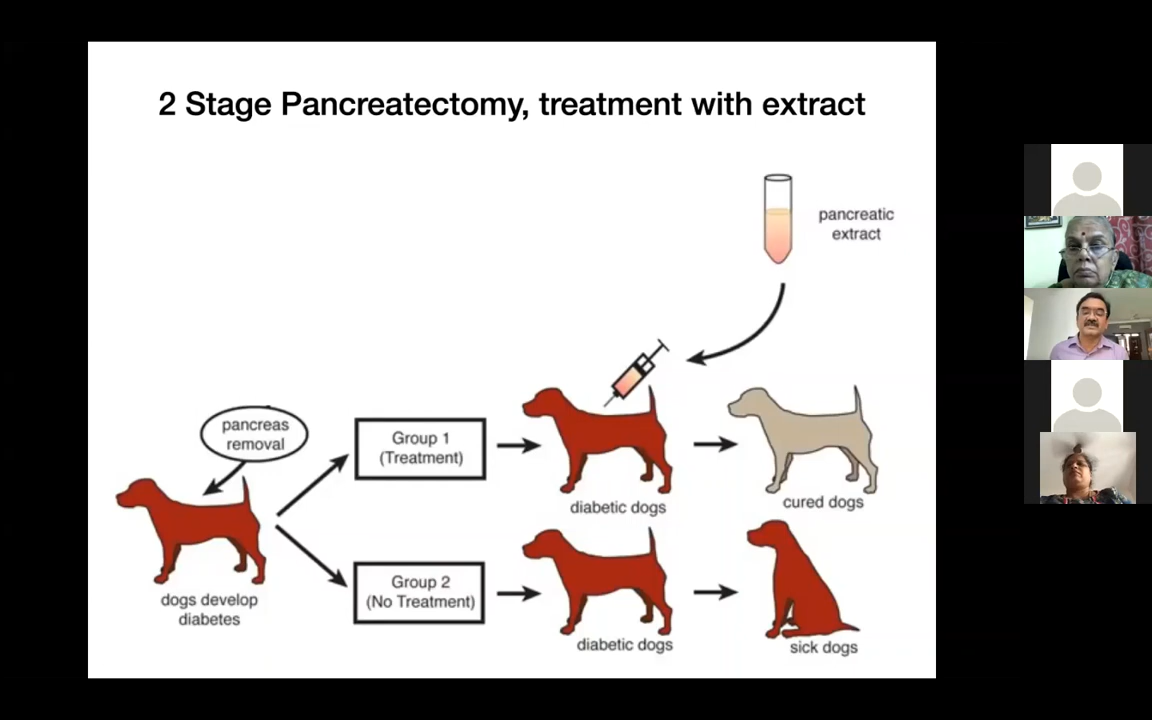 2 Stage Pancreatectomy, treatment with extract
pancreatic
extract
pancreas
removal
Group 1
(Treatment)
diabetic dogs
cured dogs
dogs develop
diabetes
Group 2
(No Treatment)
diabetic dogs
sick dogs